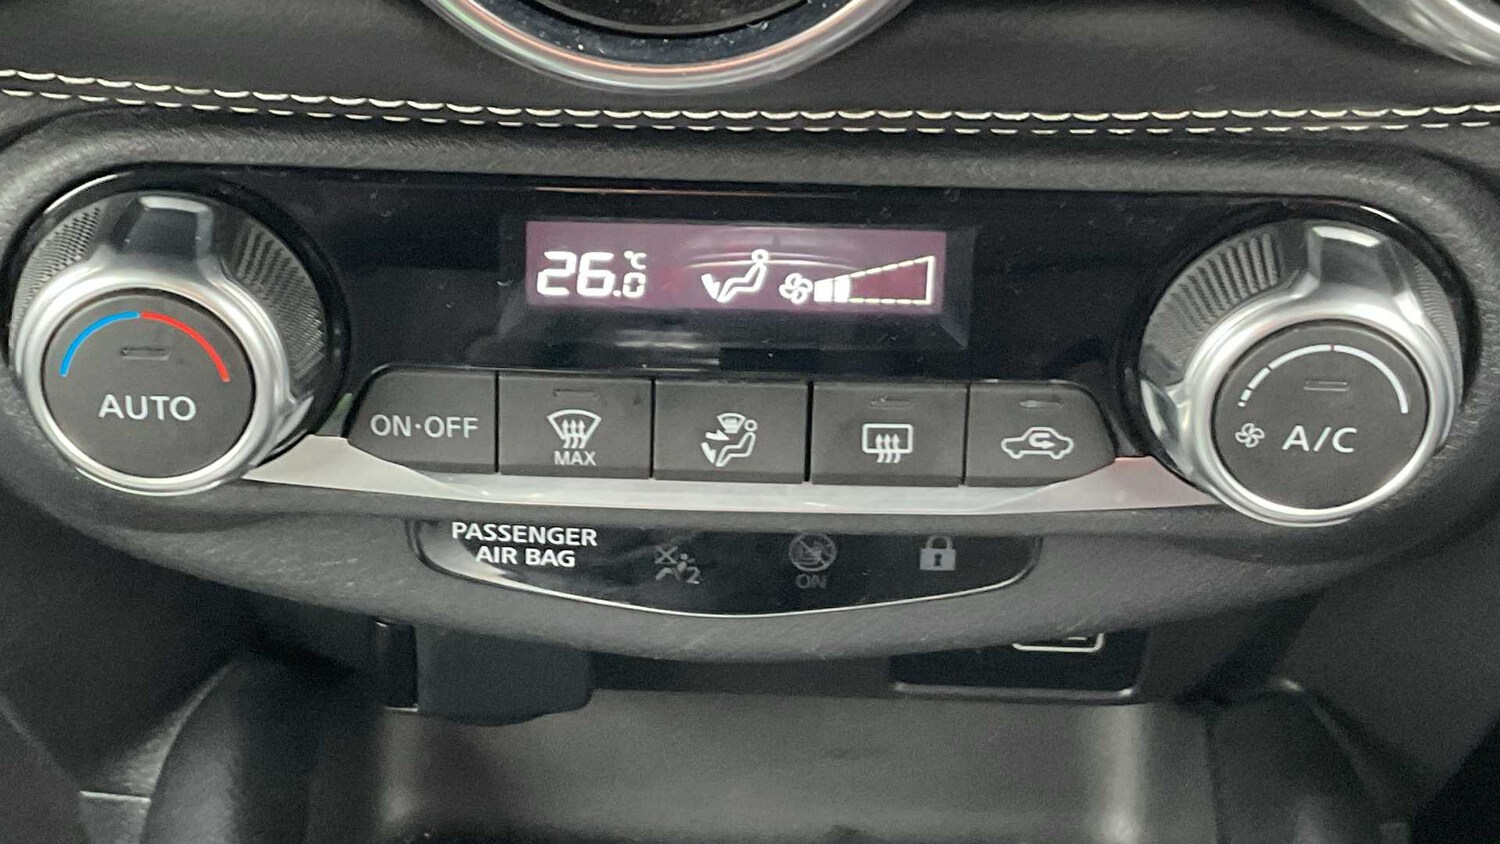 26.0 °C
AUTO
ON·OFF
MAX
A/C
PASSENGER
AIR BAG
2
ON